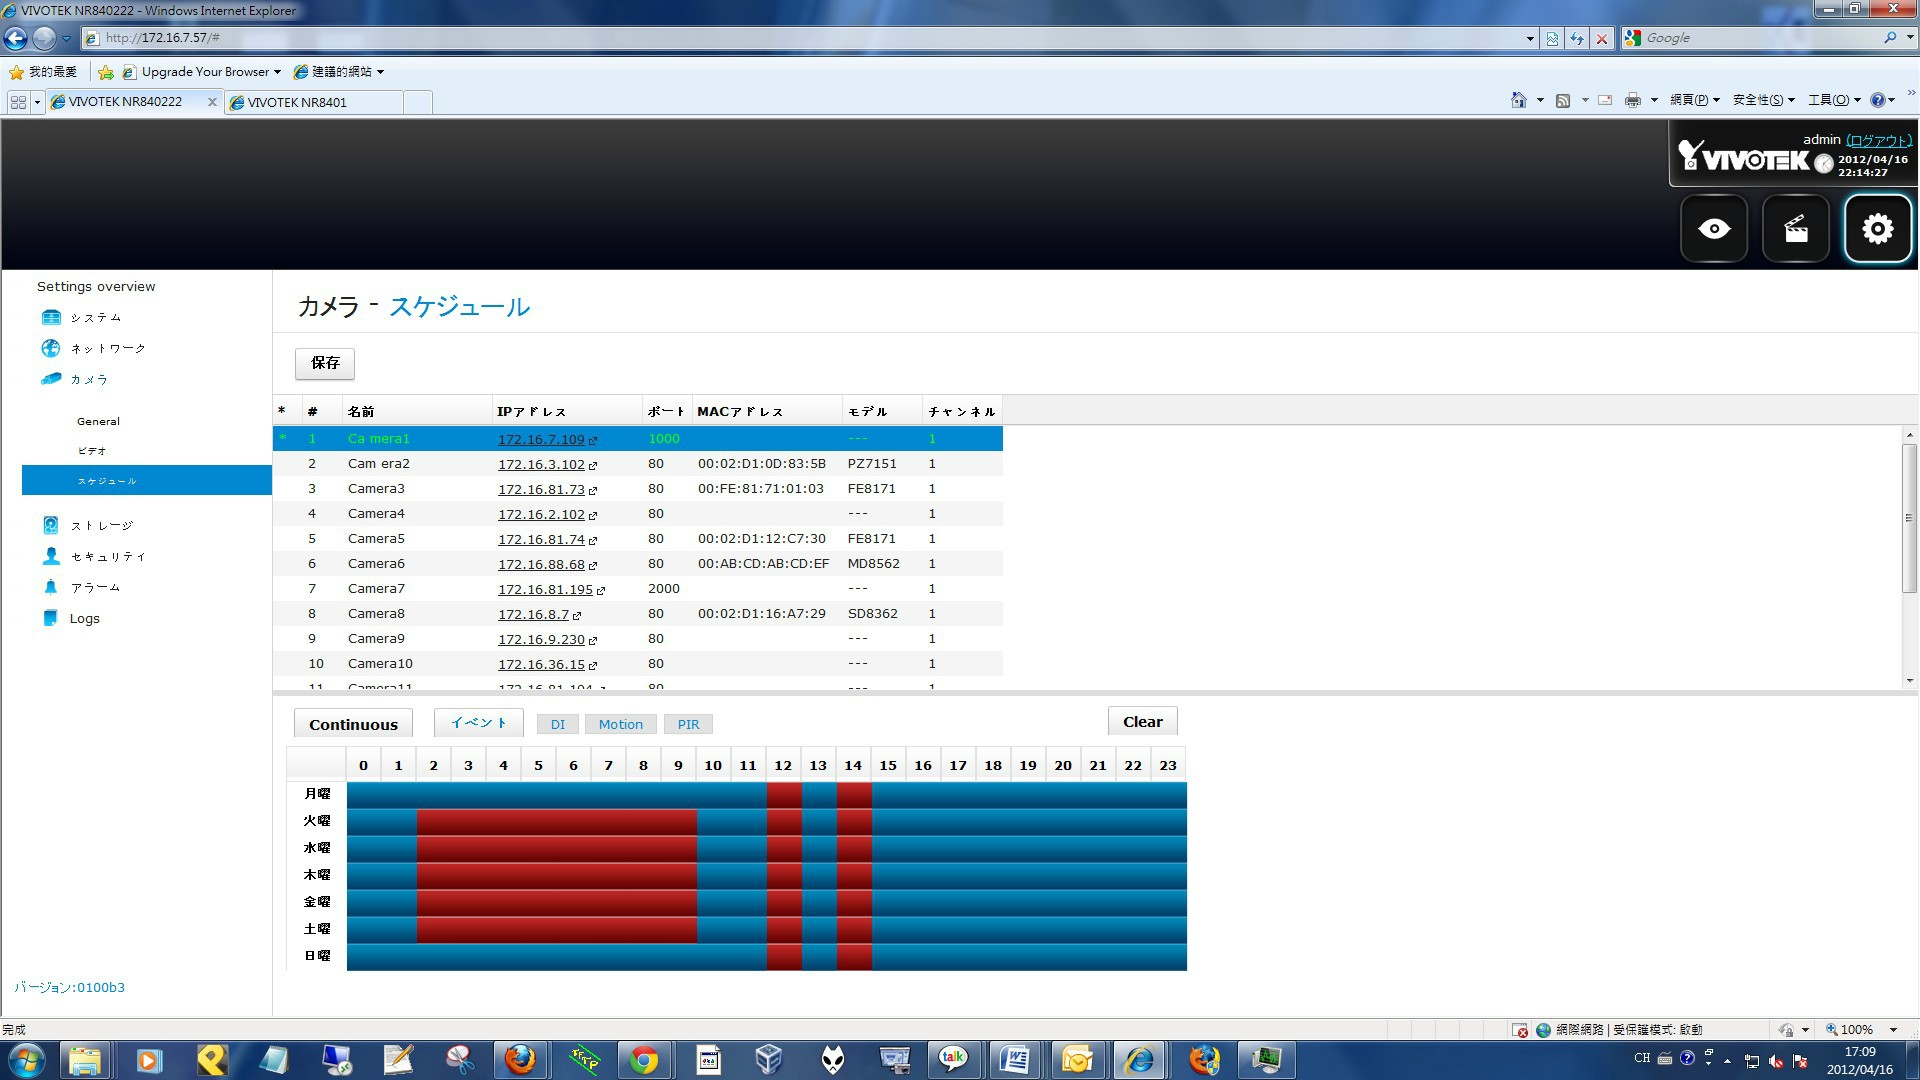 VIVOTEK NR840222 - Windows Internet Explorer
http://172.16.7.57/#
Google
我的最愛 Upgrade Your Browser 建議的網站
VIVOTEK NR840222 VIVOTEK NR8401
網頁(P) 安全性(S) 工具(O)
admin (ログアウト)
VIVOTEK 2012/04/16
22:14:27
Settings overview
システム
ネットワーク
カメラ
General
ビデオ
スケジュール
ストレージ
セキュリティ
アラーム
Logs
バージョン:0100b3
カメラ - スケジュール
保存
* # 名前 IPアドレス ポート MACアドレス モデル チャンネル
* 1 Ca mera1 172.16.7.109 1000 --- 1
2 Cam era2 172.16.3.102 80 00:02:D1:0D:83:5B PZ7151 1
3 Camera3 172.16.81.73 80 00:FE:81:71:01:03 FE8171 1
4 Camera4 172.16.2.102 80 --- 1
5 Camera5 172.16.81.74 80 00:02:D1:12:C7:30 FE8171 1
6 Camera6 172.16.88.68 80 00:AB:CD:AB:CD:EF MD8562 1
7 Camera7 172.16.81.195 2000 --- 1
8 Camera8 172.16.8.7 80 00:02:D1:16:A7:29 SD8362 1
9 Camera9 172.16.9.230 80 --- 1
10 Camera10 172.16.36.15 80 --- 1
11 Camera11 172.16.81.104 80 --- 1
Continuous イベント DI Motion PIR Clear
0 1 2 3 4 5 6 7 8 9 10 11 12 13 14 15 16 17 18 19 20 21 22 23
月曜
火曜
水曜
木曜
金曜
土曜
日曜
完成
網際網路 | 受保護模式: 啟動
100%
talk
CH
17:09
2012/04/16